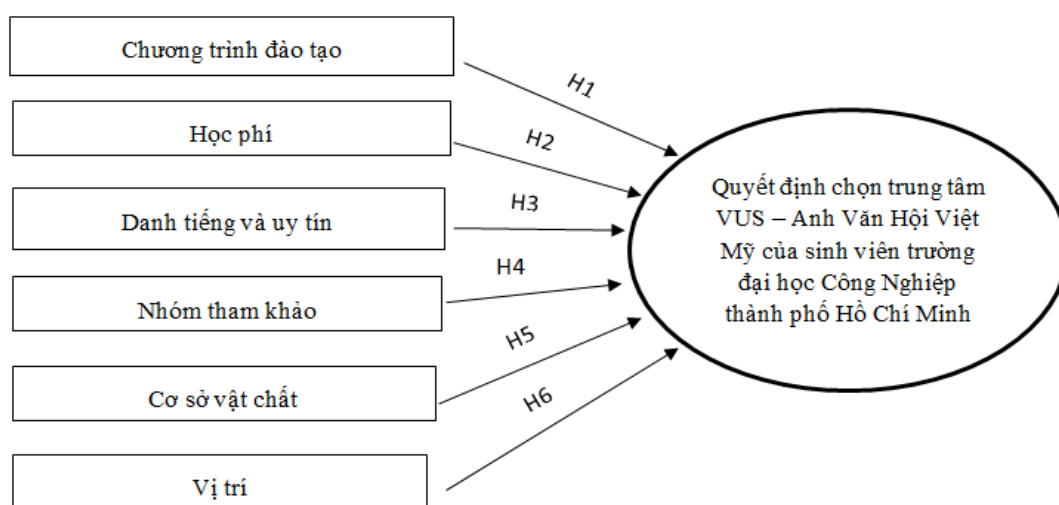 Chương trình đào tạo
H1
Học phí
H2
Danh tiếng và uy tín
H3
Nhóm tham khảo
H4
Cơ sở vật chất
H5
Vị trí
H6
Quyết định chọn trung tâm
VUS – Anh Văn Hội Việt
Mỹ của sinh viên trường
đại học Công Nghiệp
thành phố Hồ Chí Minh